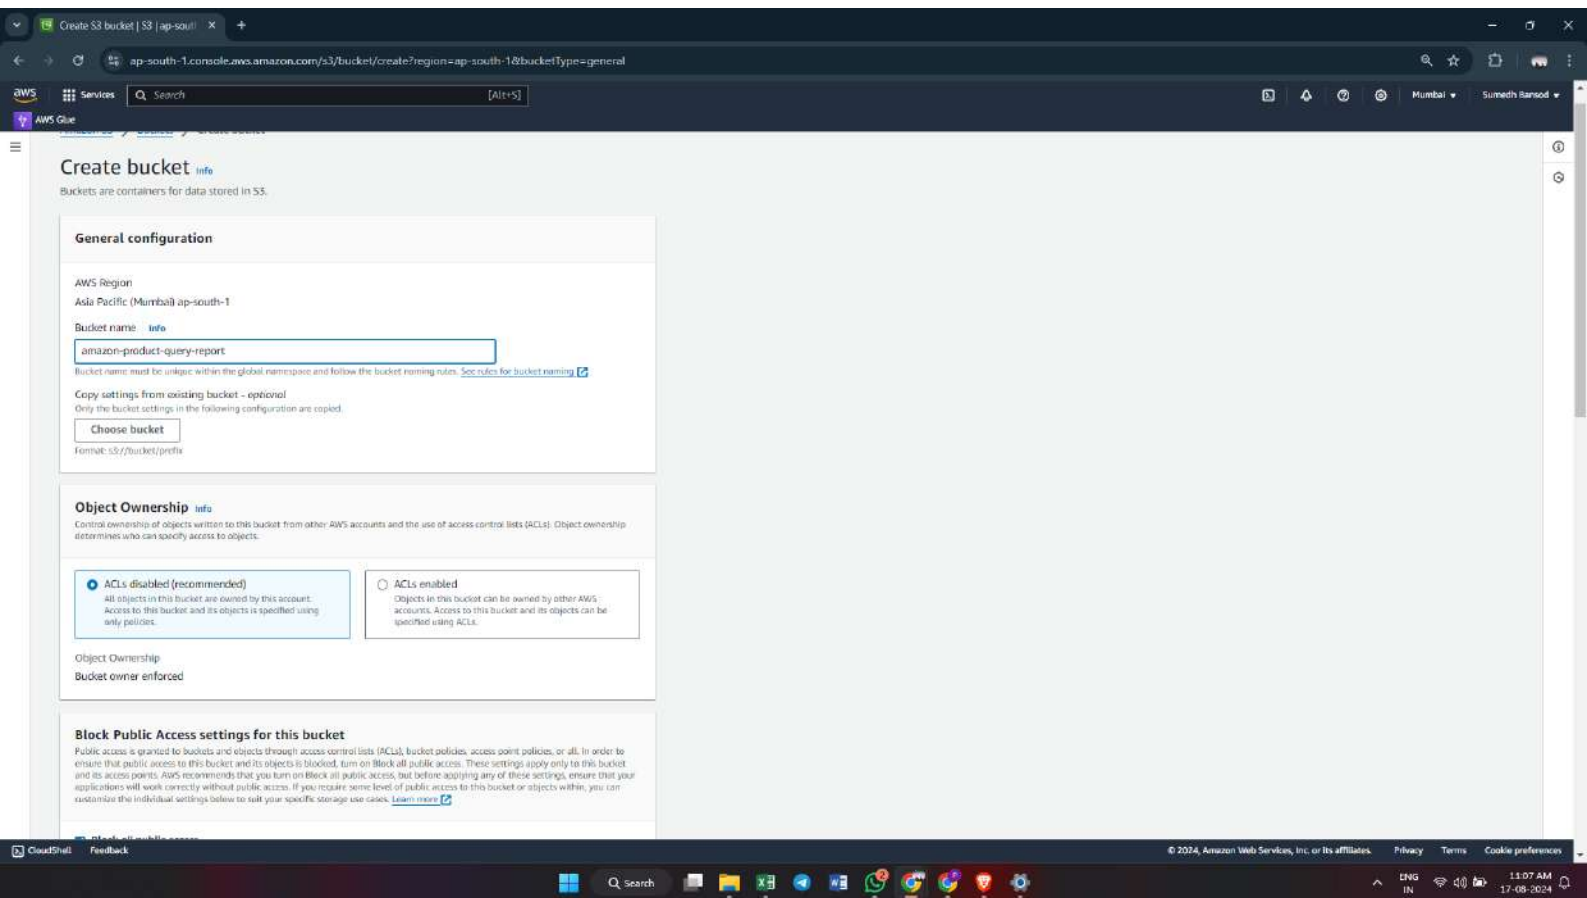 Create S3 bucket | S3 | ap-sout
ap-south-1.console.aws.amazon.com/s3/bucket/create?region=ap-south-1&bucketType=general
aws Services Search [Alt+S] Mumbai Sumedh Bansod
AWS Glue
Amazon S3 Buckets Create bucket
Create bucket Info
Buckets are containers for data stored in S3.
General configuration
AWS Region
Asia Pacific (Mumbai) ap-south-1
Bucket name Info
amazon-product-query-report
Bucket name must be unique within the global namespace and follow the bucket naming rules. See rules for bucket naming
Copy settings from existing bucket - optional
Only the bucket settings in the following configuration are copied.
Choose bucket
Format: s3://bucket/prefix
Object Ownership Info
Control ownership of objects written to this bucket from other AWS accounts and the use of access control lists (ACLs). Object ownership
determines who can specify access to objects.
ACLs disabled (recommended)
All objects in this bucket are owned by this account.
Access to this bucket and its objects is specified using
only policies.
ACLs enabled
Objects in this bucket can be owned by other AWS
accounts. Access to this bucket and its objects can be
specified using ACLs.
Object Ownership
Bucket owner enforced
Block Public Access settings for this bucket
Public access is granted to buckets and objects through access control lists (ACLs), bucket policies, access point policies, or all. In order to
ensure that public access to this bucket and its objects is blocked, turn on Block all public access. These settings apply only to this bucket
and its access points. AWS recommends that you turn on Block all public access, but before applying any of these settings, ensure that your
applications will work correctly without public access. If you require some level of public access to this bucket or objects within, you can
customize the individual settings below to suit your specific storage use cases. Learn more
Block all public access
CloudShell Feedback © 2024, Amazon Web Services, Inc. or its affiliates. Privacy Terms Cookie preferences
Search
ENG
IN
11:07 AM
17-08-2024